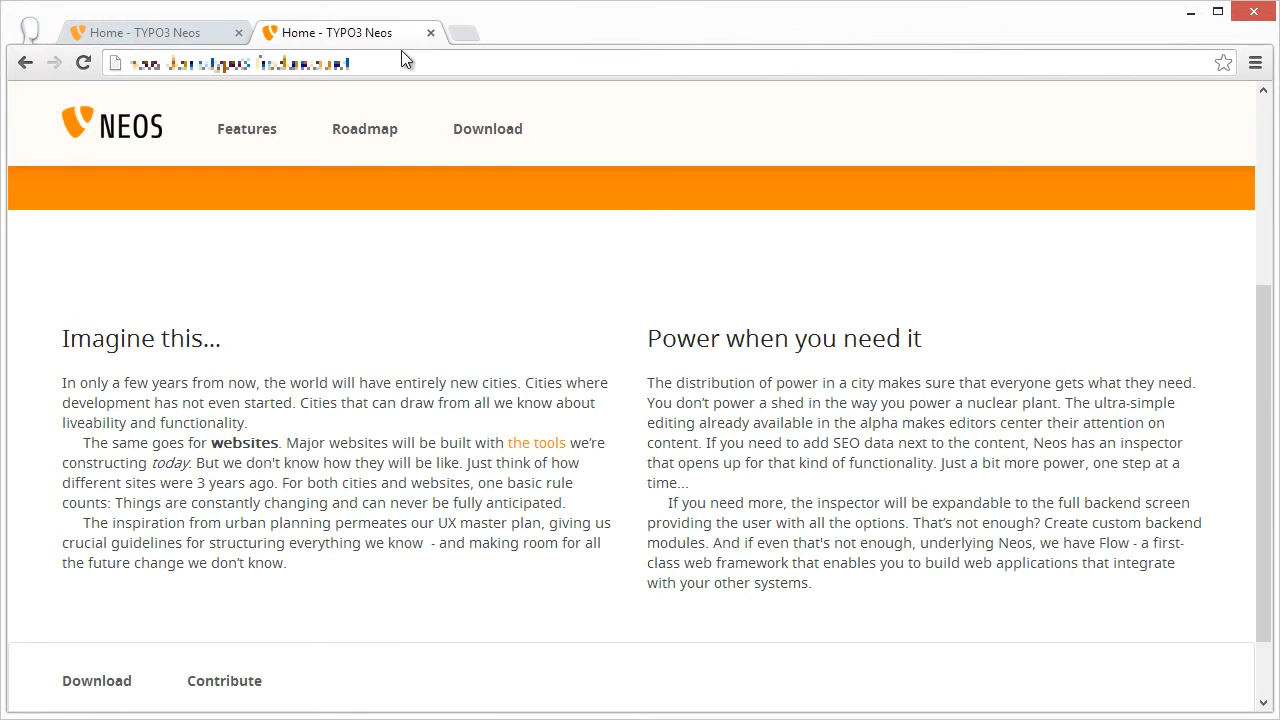 Home - TYPO3 Neos
Home - TYPO3 Neos
NEOS
Features
Roadmap
Download
Imagine this...
In only a few years from now, the world will have entirely new cities. Cities where
development has not even started. Cities that can draw from all we know about
liveability and functionality.
The same goes for websites. Major websites will be built with the tools we’re
constructing today. But we don't know how they will be like. Just think of how
different sites were 3 years ago. For both cities and websites, one basic rule
counts: Things are constantly changing and can never be fully anticipated.
The inspiration from urban planning permeates our UX master plan, giving us
crucial guidelines for structuring everything we know - and making room for all
the future change we don’t know.
Power when you need it
The distribution of power in a city makes sure that everyone gets what they need.
You don’t power a shed in the way you power a nuclear plant. The ultra-simple
editing already available in the alpha makes editors center their attention on
content. If you need to add SEO data next to the content, Neos has an inspector
that opens up for that kind of functionality. Just a bit more power, one step at a
time...
If you need more, the inspector will be expandable to the full backend screen
providing the user with all the options. That’s not enough? Create custom backend
modules. And if even that's not enough, underlying Neos, we have Flow - a first-
class web framework that enables you to build web applications that integrate
with your other systems.
Download
Contribute